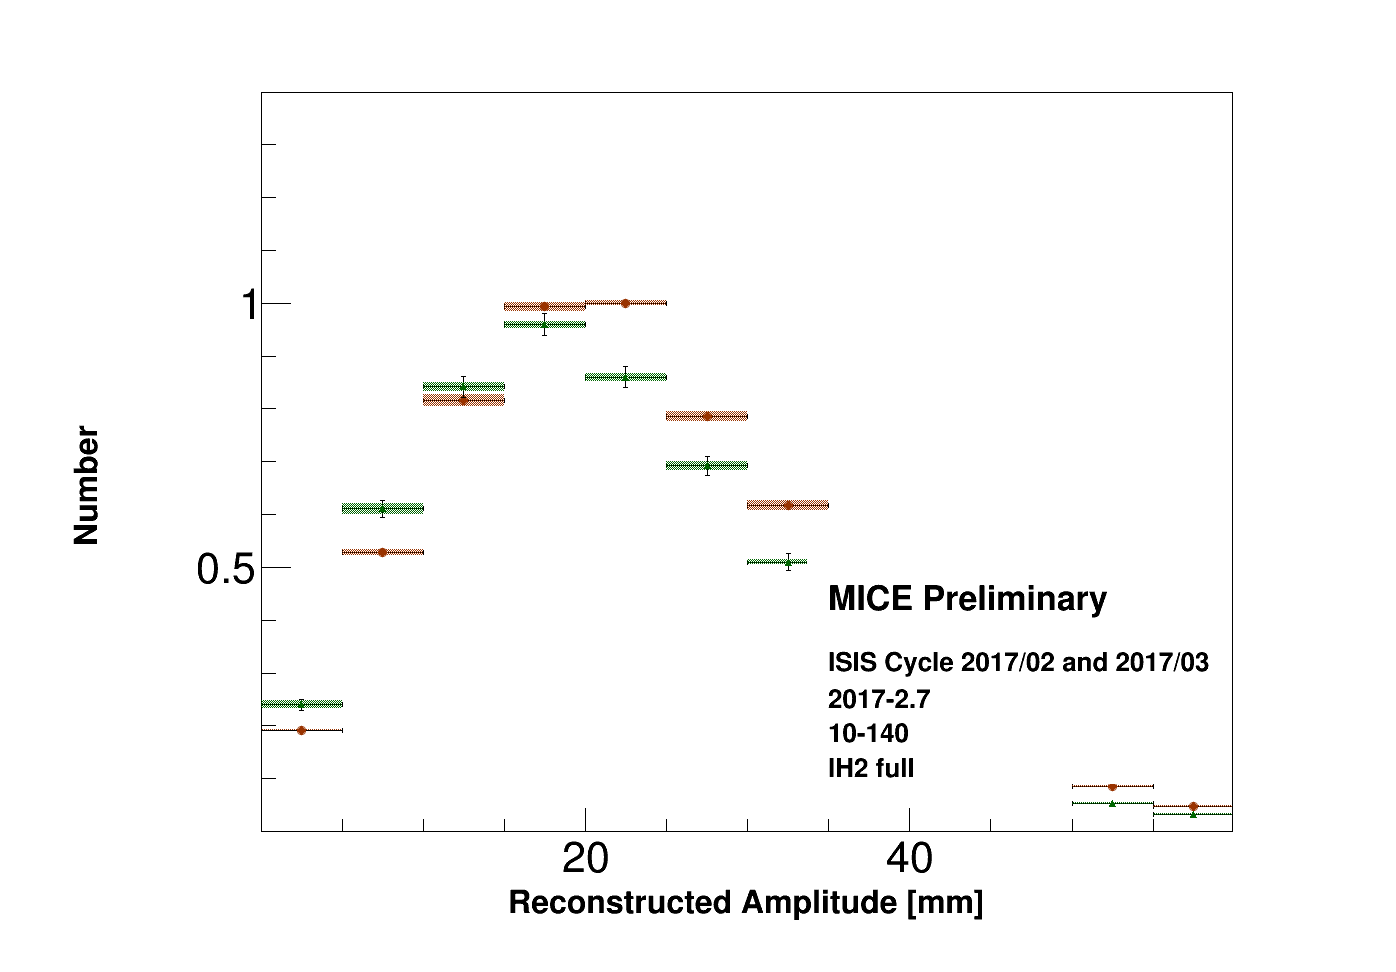 1
0.5
Number
MICE Preliminary
ISIS Cycle 2017/02 and 2017/03
2017-2.7
10-140
IH2 full
20 40
Reconstructed Amplitude [mm]